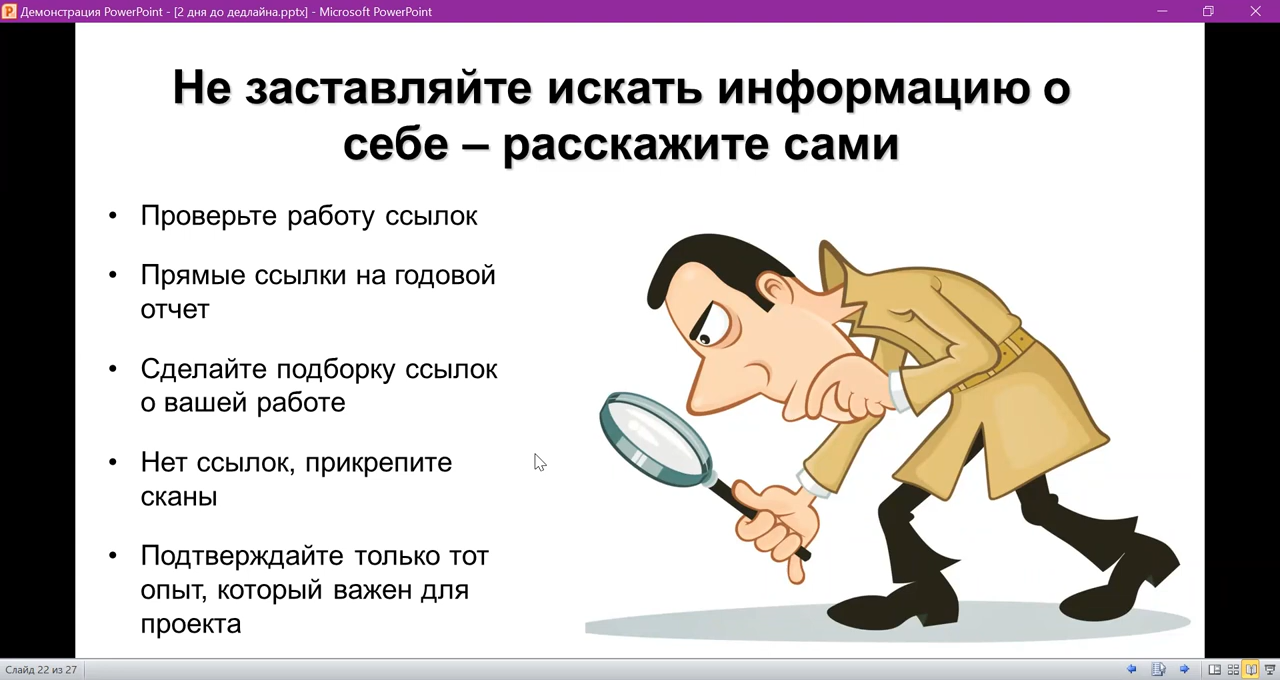 Демонстрация PowerPoint - [2 дня до дедлайна.pptx] - Microsoft PowerPoint
Не заставляйте искать информацию о
себе – расскажите сами
• Проверьте работу ссылок
• Прямые ссылки на годовой
отчет
• Сделайте подборку ссылок
о вашей работе
• Нет ссылок, прикрепите
сканы
• Подтверждайте только тот
опыт, который важен для
проекта
Слайд 22 из 27